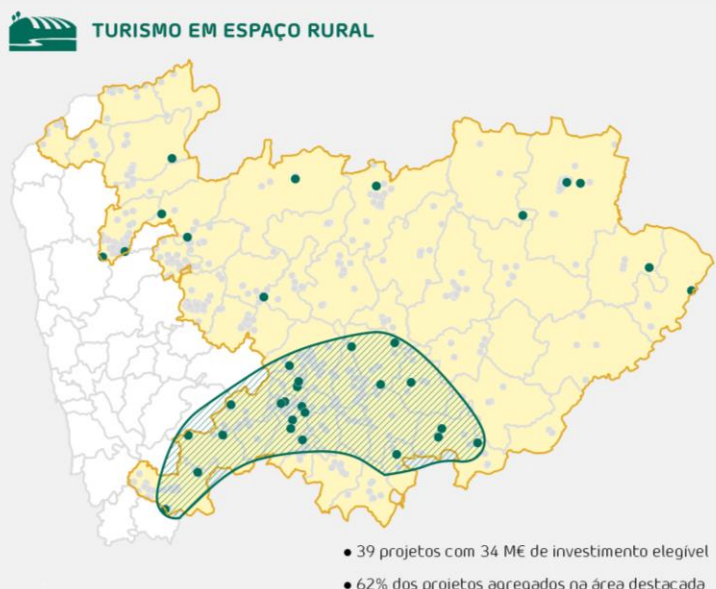 TURISMO EM ESPAÇO RURAL
• 39 projetos com 34 M€ de investimento elegível
• 62% dos projetos agregados na área destacada